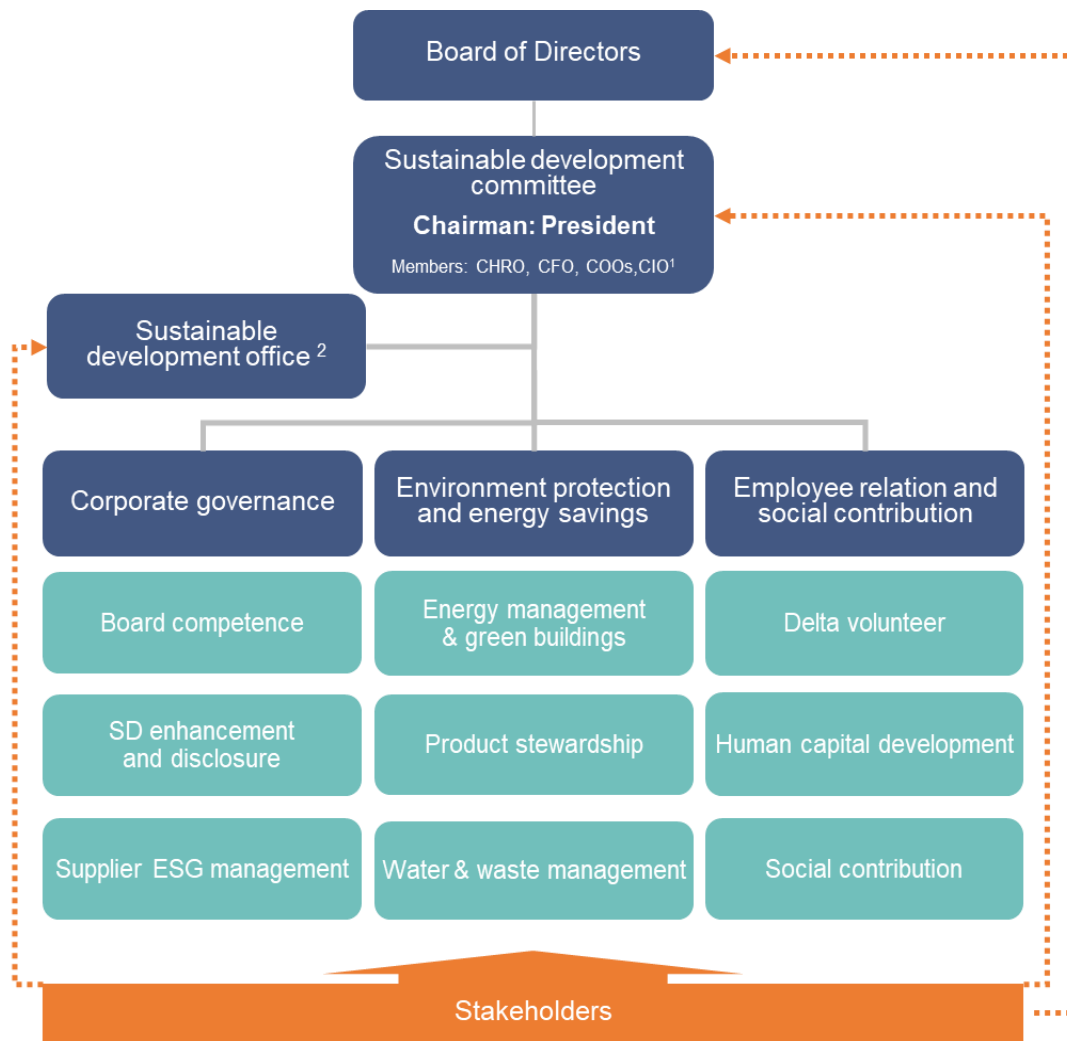 Board of Directors
Sustainable development
committee
Chairman: President
Members: CHRO, CFO, COOs,CIO¹
Sustainable
development office ²
Corporate governance
Environment protection
and energy savings
Employee relation and
social contribution
Board competence
Energy management
& green buildings
Delta volunteer
SD enhancement
and disclosure
Product stewardship
Human capital development
Supplier ESG management
Water & waste management
Social contribution
Stakeholders